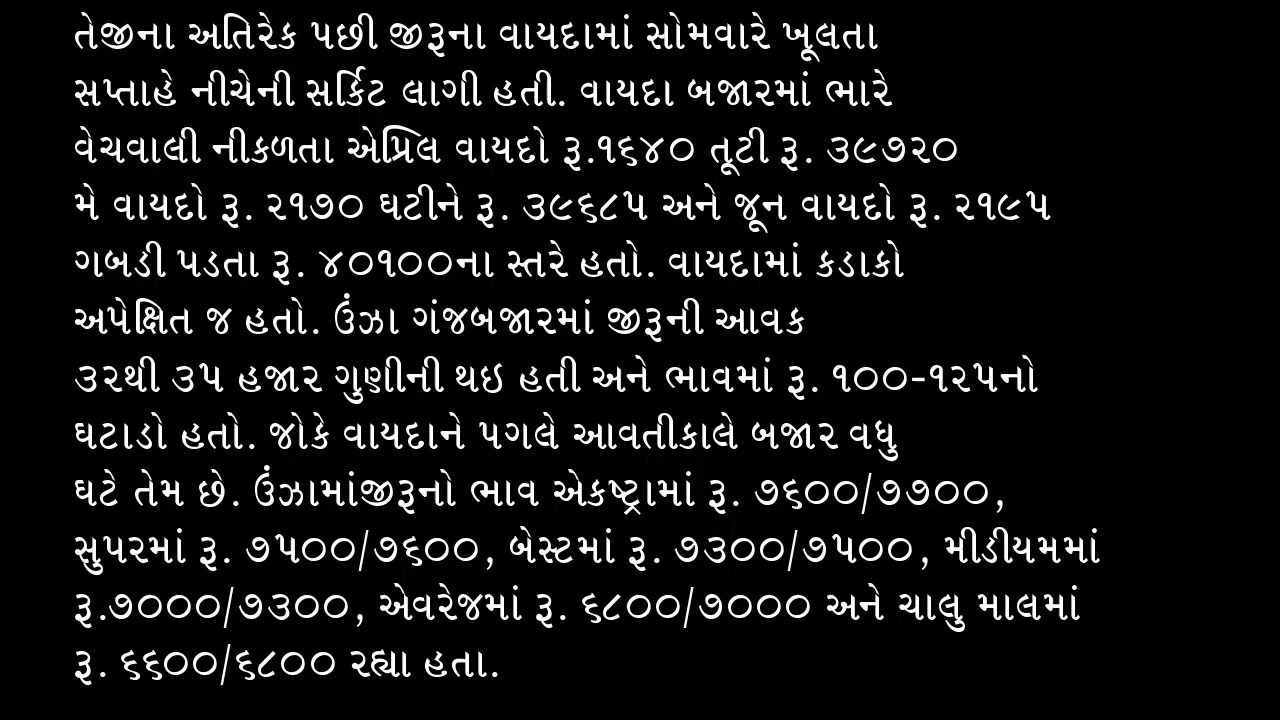 તેજીના અતિરેક પછી જીરૂના વાયદામાં સોમવારે ખૂલતા
સપ્તાહે નીચેની સર્કિટ લાગી હતી. વાયદા બજારમાં ભારે
વેચવાલી નીકળતા એપ્રિલ વાયદો રૂ.૧૬૪૦ તૂટી રૂ. ૩૯૭૨૦
મે વાયદો રૂ. ૨૧૭૦ ઘટીને રૂ. ૩૯૬૮૫ અને જૂન વાયદો રૂ. ૨૧૯૫
ગબડી પડતા રૂ. ૪૦૧૦૦ના સ્તરે હતો. વાયદામાં કડાકો
અપેક્ષિત જ હતો. ઉંઝા ગંજબજારમાં જીરૂની આવક
૩૨થી ૩૫ હજાર ગુણીની થઇ હતી અને ભાવમાં રૂ. ૧૦૦-૧૨૫નો
ઘટાડો હતો. જોકે વાયદાને પગલે આવતીકાલે બજાર વધુ
ઘટે તેમ છે. ઉંઝામાંજીરૂનો ભાવ એકષ્ટ્રામાં રૂ. ૭૬૦૦/૭૭૦૦,
સુપરમાં રૂ. ૭૫૦૦/૭૬૦૦, બેસ્ટમાં રૂ. ૭૩૦૦/૭૫૦૦, મીડીયમમાં
રૂ.૭૦૦૦/૭૩૦૦, એવરેજમાં રૂ. ૬૮૦૦/૭૦૦૦ અને ચાલુ માલમાં
રૂ. ૬૬૦૦/૬૮૦૦ રહ્યા હતા.